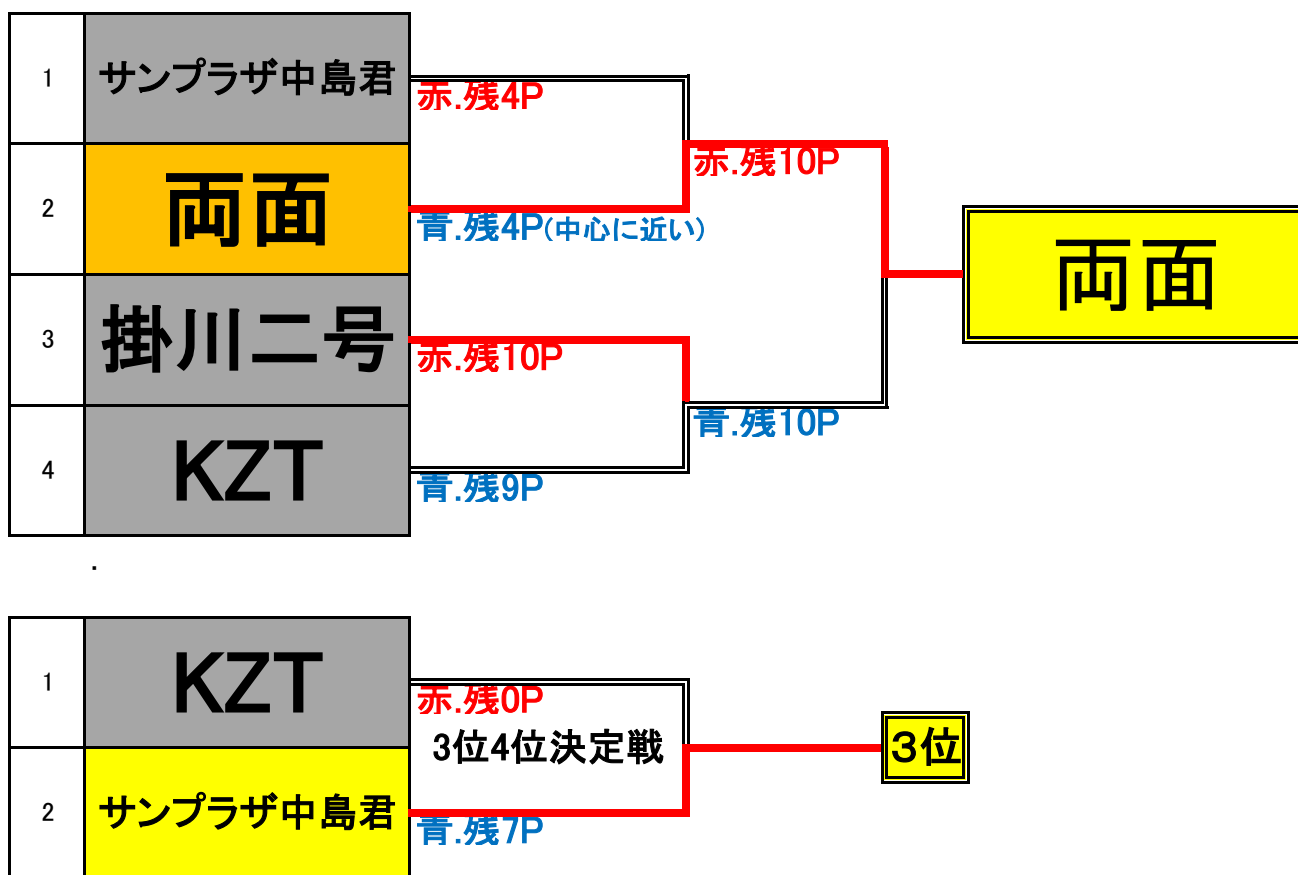 1
サンプラザ中島君
赤.残4P
2
両面
青.残4P(中心に近い)
赤.残10P
両面
3
掛川二号
赤.残10P
青.残10P
4
KZT
青.残9P
.
1
KZT
赤.残0P
3位4位決定戦
3位
2
サンプラザ中島君
青.残7P